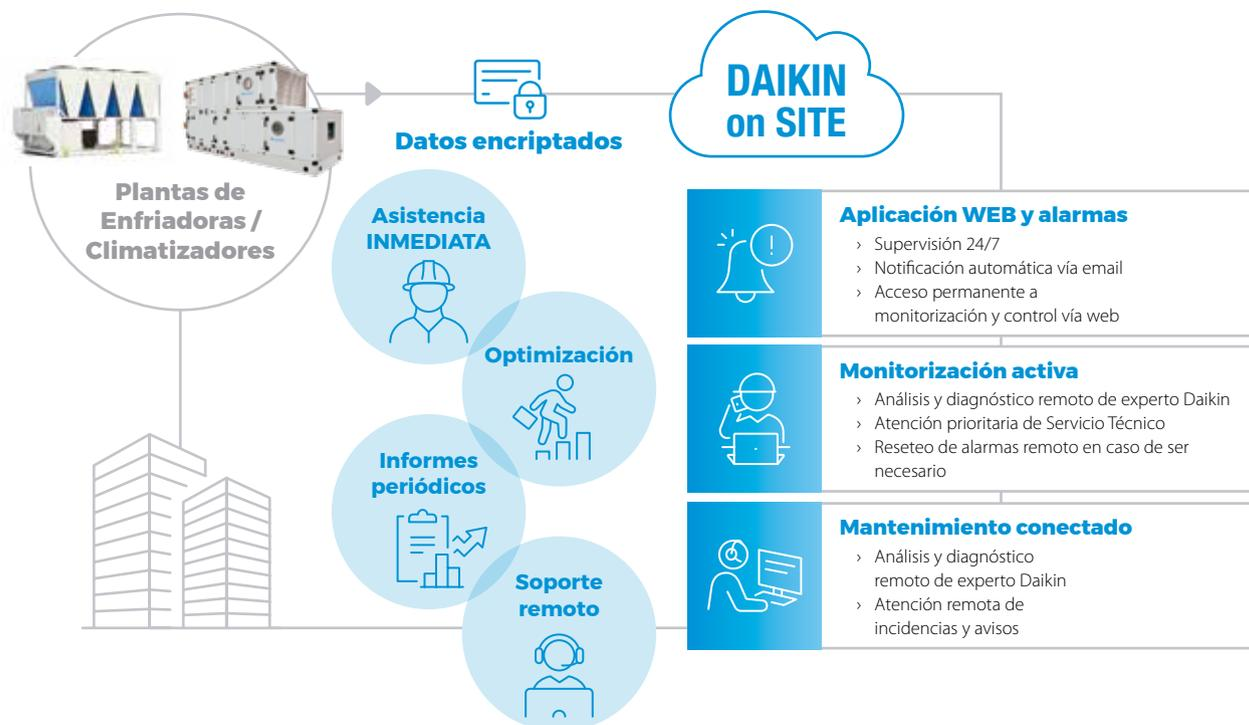 DAIKIN
on SITE
Datos encriptados
Plantas de
Enfriadoras /
Climatizadores
Asistencia
INMEDIATA
Optimización
Informes
periódicos
Soporte
remoto
Aplicación WEB y alarmas
› Supervisión 24/7
› Notificación automática vía email
› Acceso permanente a
monitorización y control vía web
Monitorización activa
› Análisis y diagnóstico remoto de experto Daikin
› Atención prioritaria de Servicio Técnico
› Reseteo de alarmas remoto en caso de ser
necesario
Mantenimiento conectado
› Análisis y diagnóstico
remoto de experto Daikin
› Atención remota de
incidencias y avisos